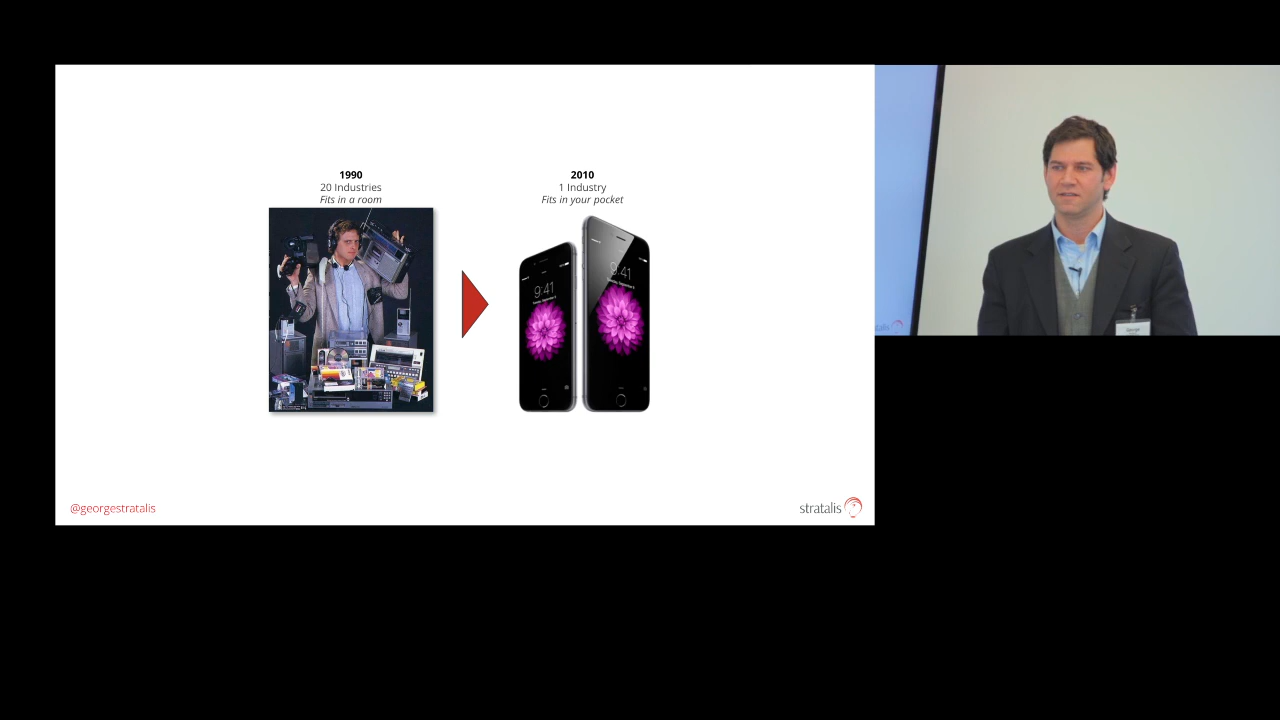 1990
20 Industries
Fits in a room
2010
1 Industry
Fits in your pocket
9:41
9:41
@georgestratalis
stratalis